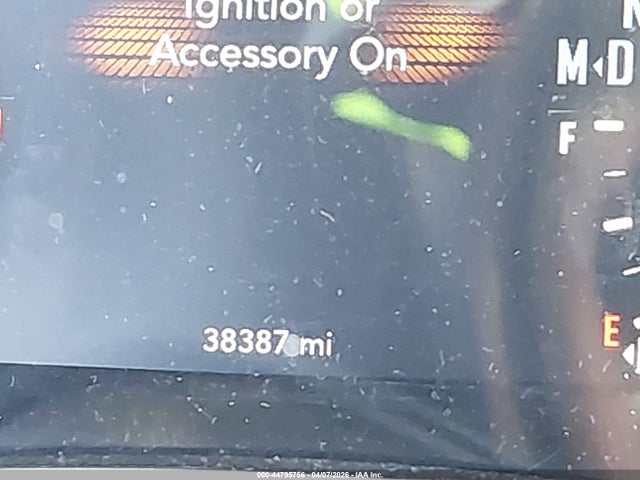 Ignition or
Accessory On
M◂D
F
38387 mi
E
000-44795756 - 04/07/2026 - IAA Inc.